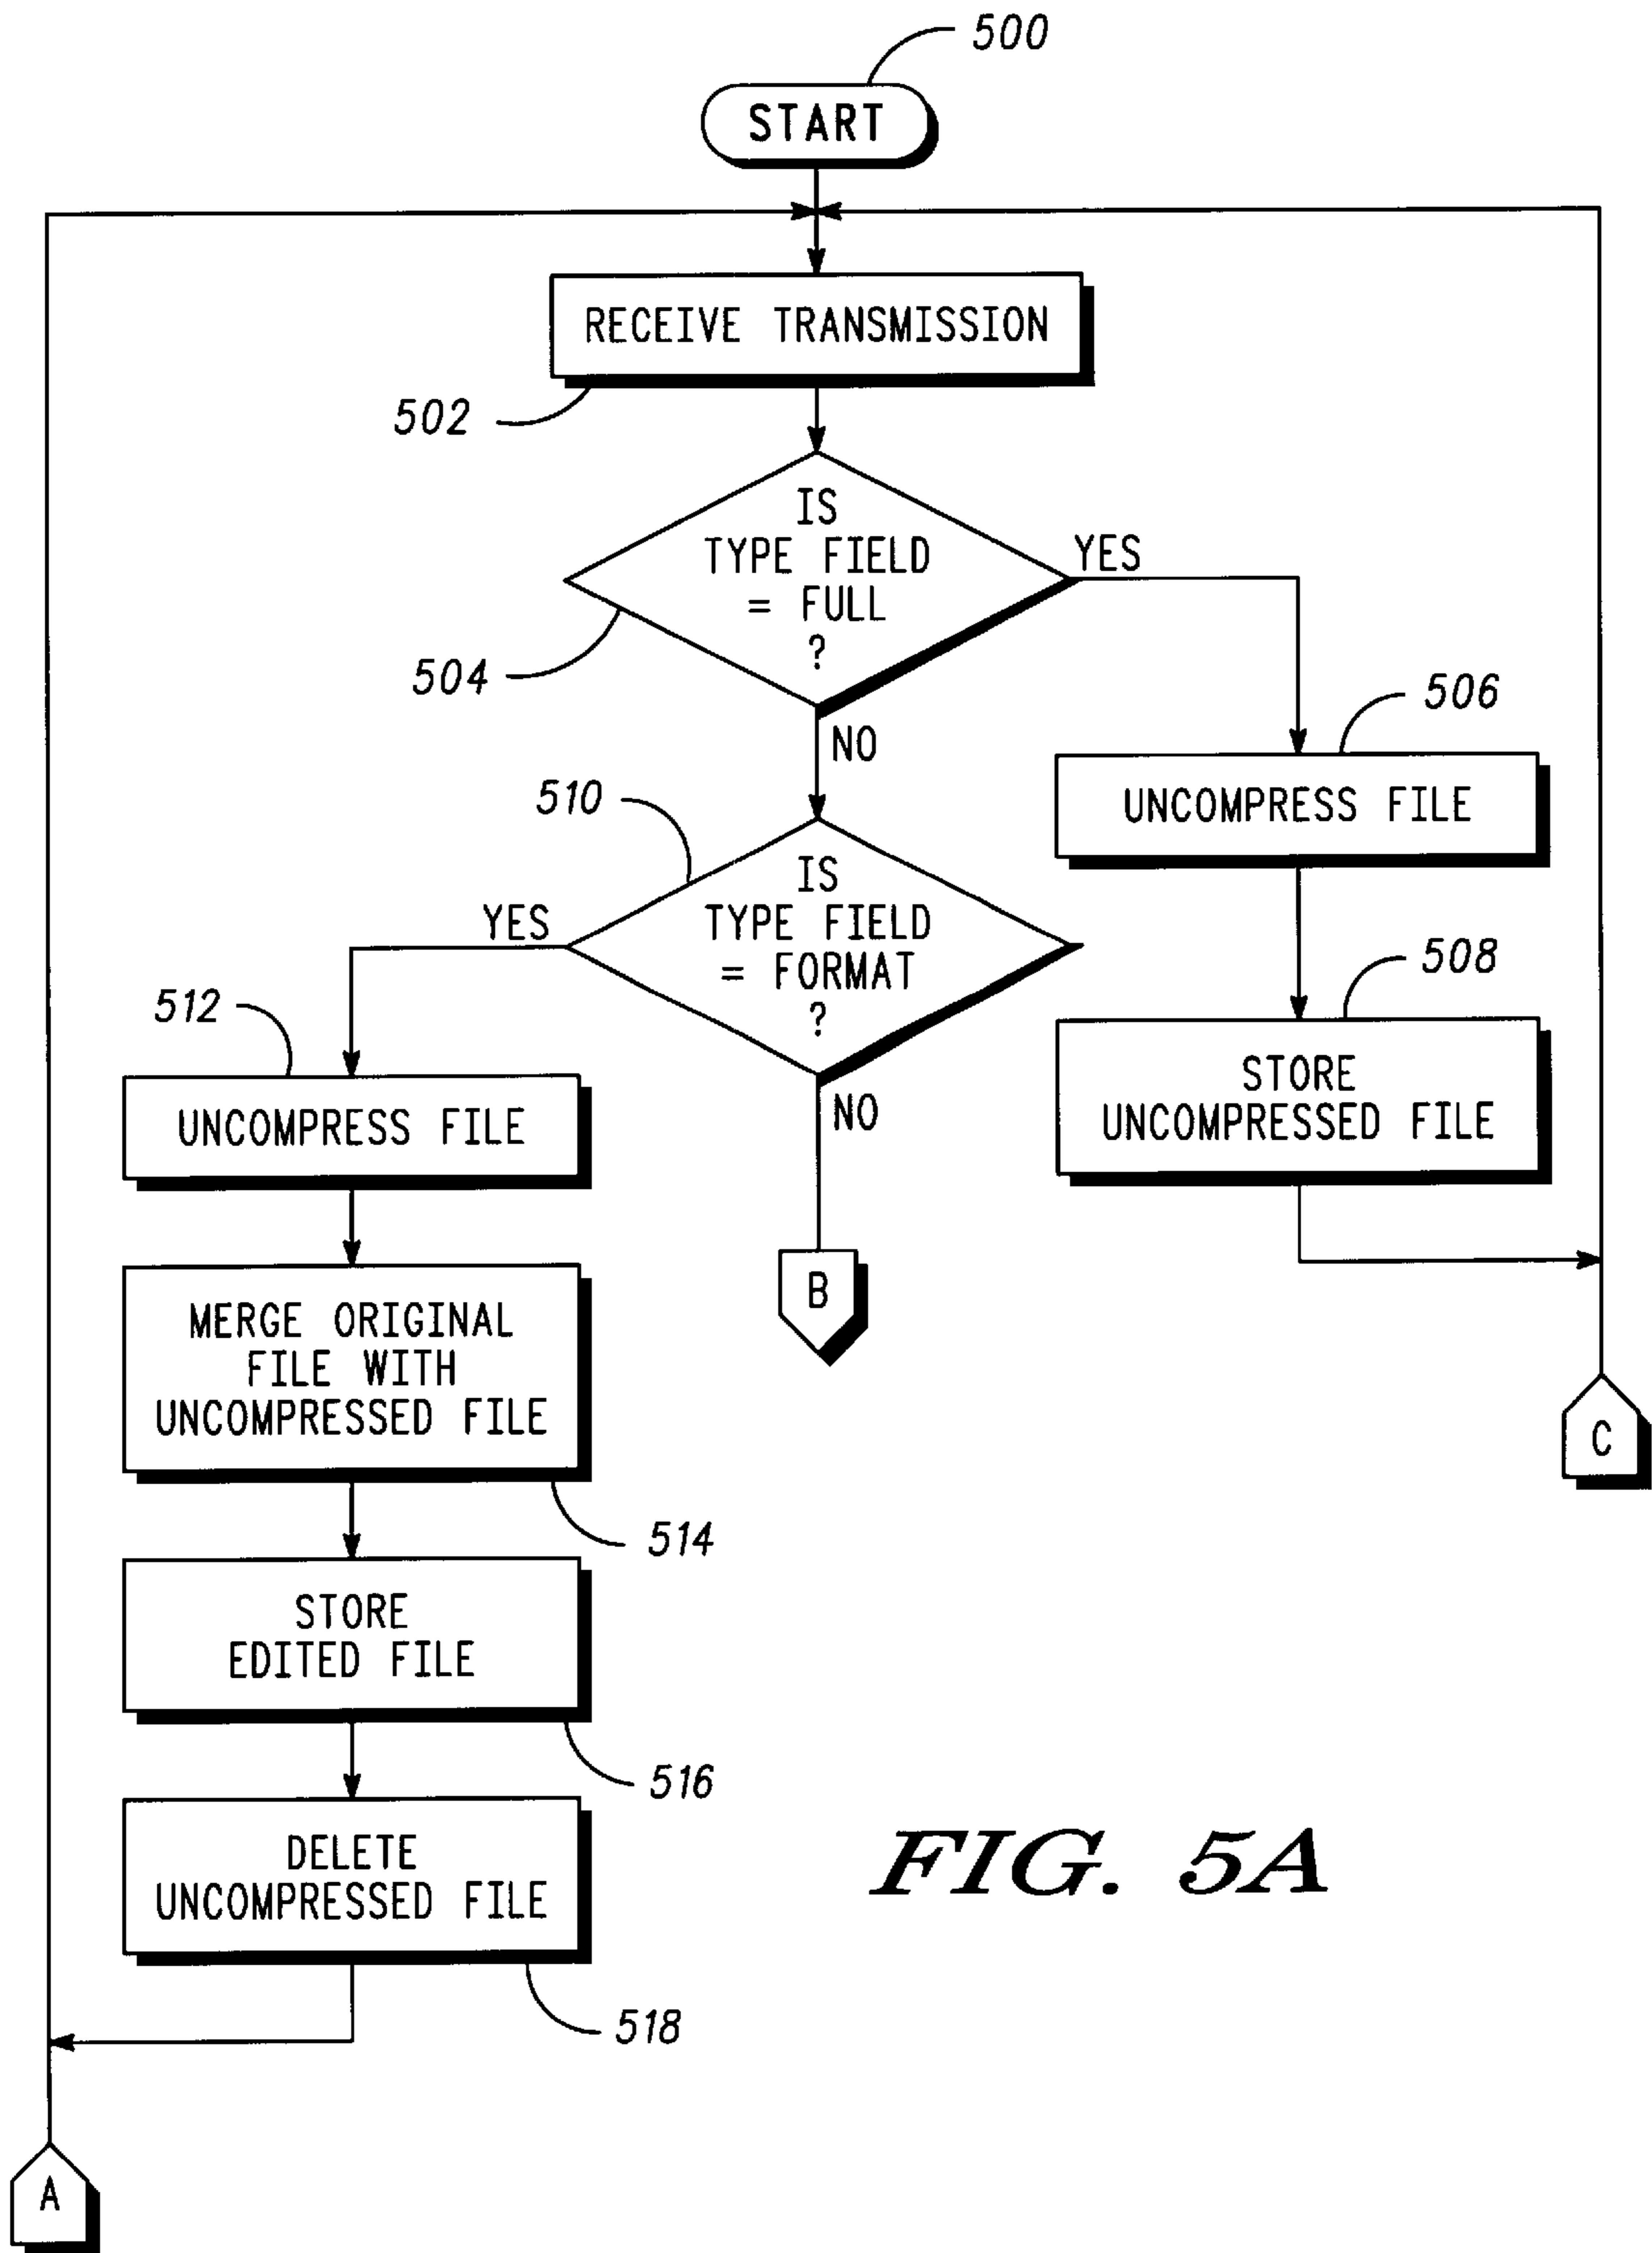 500
START
RECEIVE TRANSMISSION
502
IS
TYPE FIELD
= FULL
?
YES
504
NO
506
UNCOMPRESS FILE
510
IS
TYPE FIELD
= FORMAT
?
YES
NO
508
STORE
UNCOMPRESSED FILE
512
UNCOMPRESS FILE
B
MERGE ORIGINAL
FILE WITH
UNCOMPRESSED FILE
C
514
STORE
EDITED FILE
516
DELETE
UNCOMPRESSED FILE
518
FIG. 5A
A